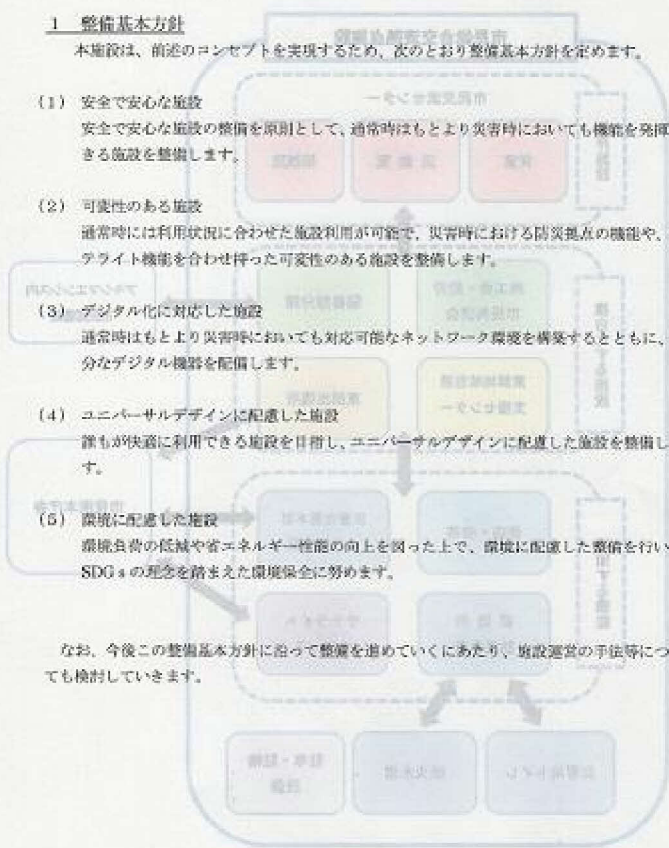 1 整備基本方針
本施設は、前述のコンセプトを実現するため、次のとおり整備基本方針を定めます。
(1) 安全で安心な施設
安全で安心な施設の整備を原則として、通常時はもとより災害時においても機能を発揮
きる施設を整備します。
(2) 可変性のある施設
通常時には利用状況に合わせた施設利用が可能で、災害時における防災拠点の機能や、
テライト機能を合わせ持った可変性のある施設を整備します。
(3) デジタル化に対応した施設
通常時はもとより災害時においても対応可能なネットワーク環境を構築するとともに、
分なデジタル機器を配備します。
(4) ユニバーサルデザインに配慮した施設
誰もが快適に利用できる施設を目指し、ユニバーサルデザインに配慮した施設を整備し
す。
(5) 環境に配慮した施設
環境負荷の低減や省エネルギー性能の向上を図った上で、環境に配慮した整備を行い
SDGsの理念を踏まえた環境保全に努めます。
なお、今後この整備基本方針に沿って整備を進めていくにあたり、施設運営の手法等につ
ても検討していきます。